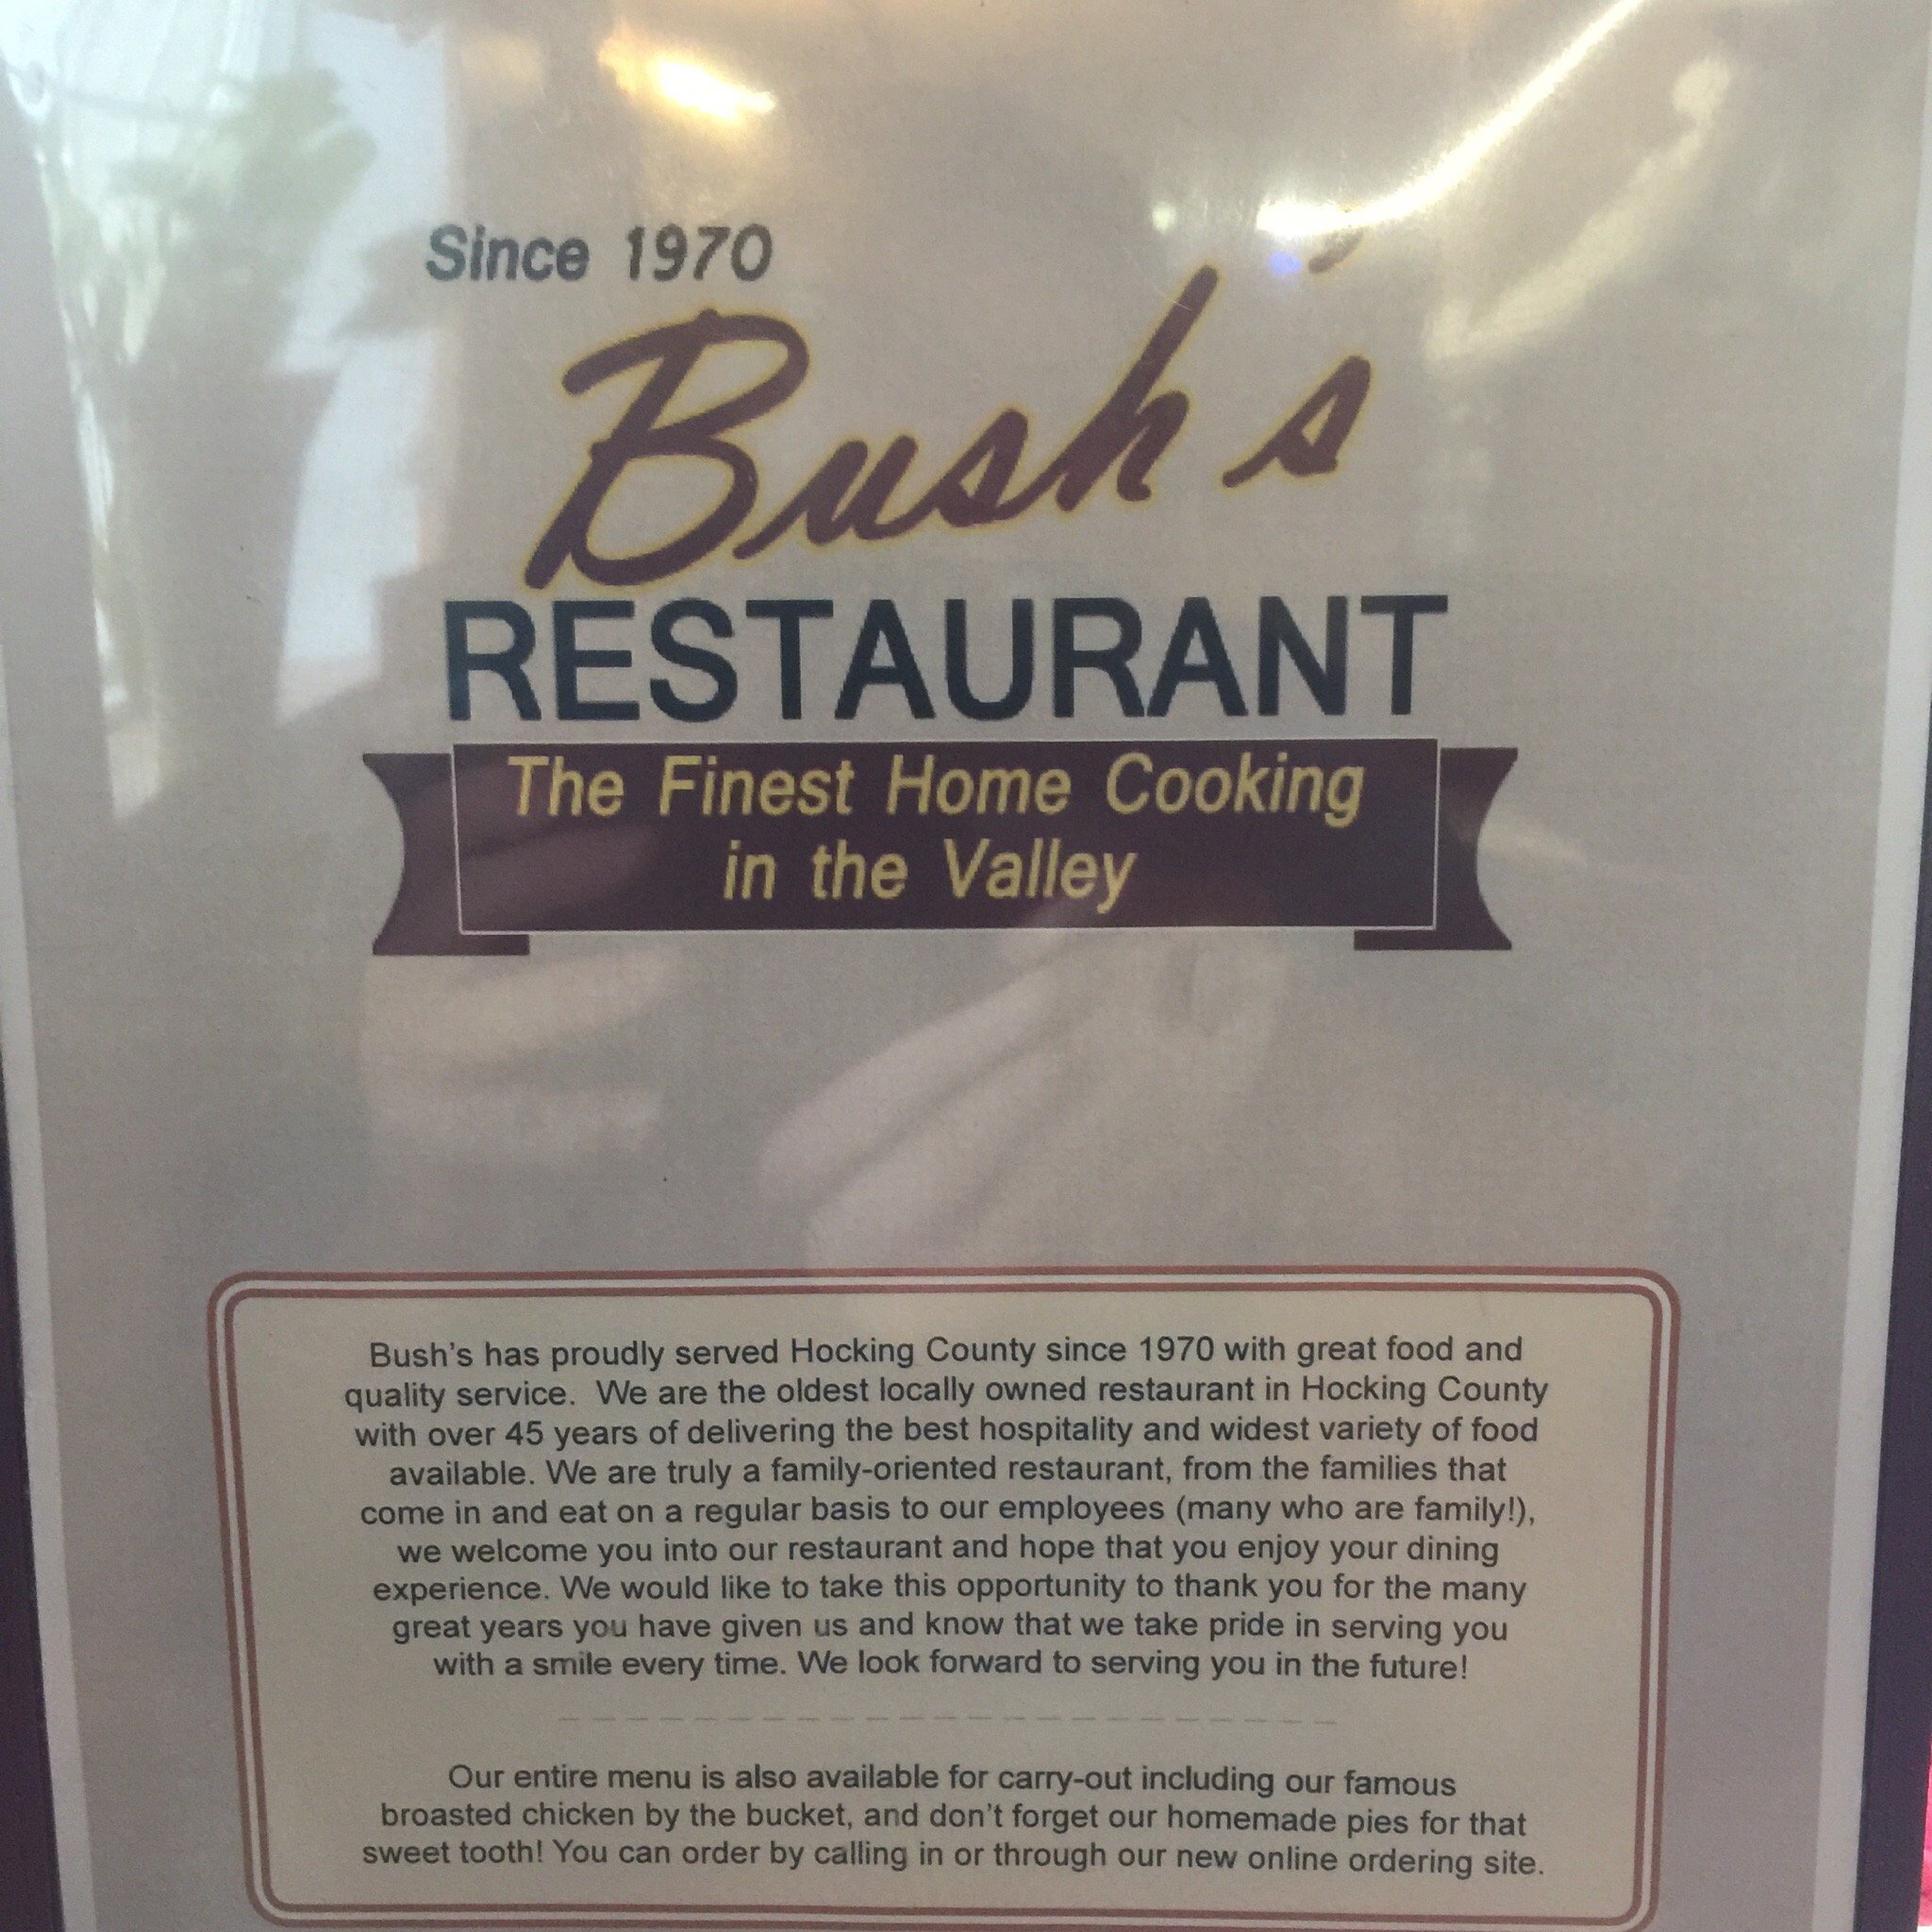 Since 1970
Bush's
RESTAURANT
The Finest Home Cooking
in the Valley
Bush's has proudly served Hocking County since 1970 with great food and
quality service.  We are the oldest locally owned restaurant in Hocking County
with over 45 years of delivering the best hospitality and widest variety of food
available. We are truly a family-oriented restaurant, from the families that
come in and eat on a regular basis to our employees (many who are family!),
we welcome you into our restaurant and hope that you enjoy your dining
experience. We would like to take this opportunity to thank you for the many
great years you have given us and know that we take pride in serving you
with a smile every time. We look forward to serving you in the future!
Our entire menu is also available for carry-out including our famous
broasted chicken by the bucket, and don't forget our homemade pies for that
sweet tooth! You can order by calling in or through our new online ordering site.